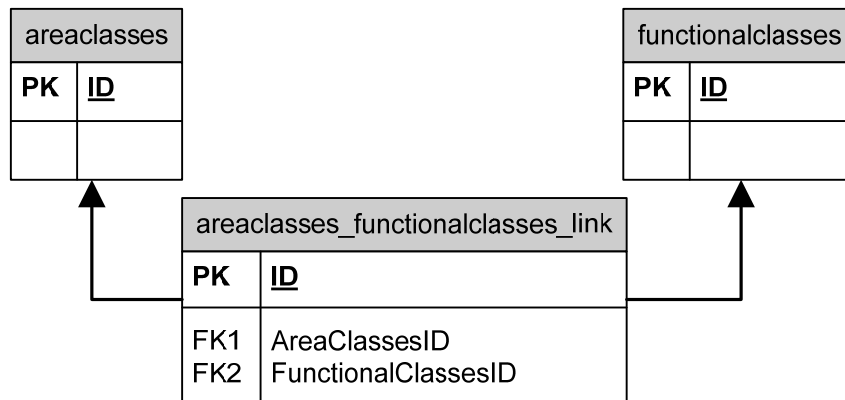 areaclasses
PK ID
functionalclasses
PK ID
areaclasses_functionalclasses_link
PK ID
FK1 AreaClassesID
FK2 FunctionalClassesID